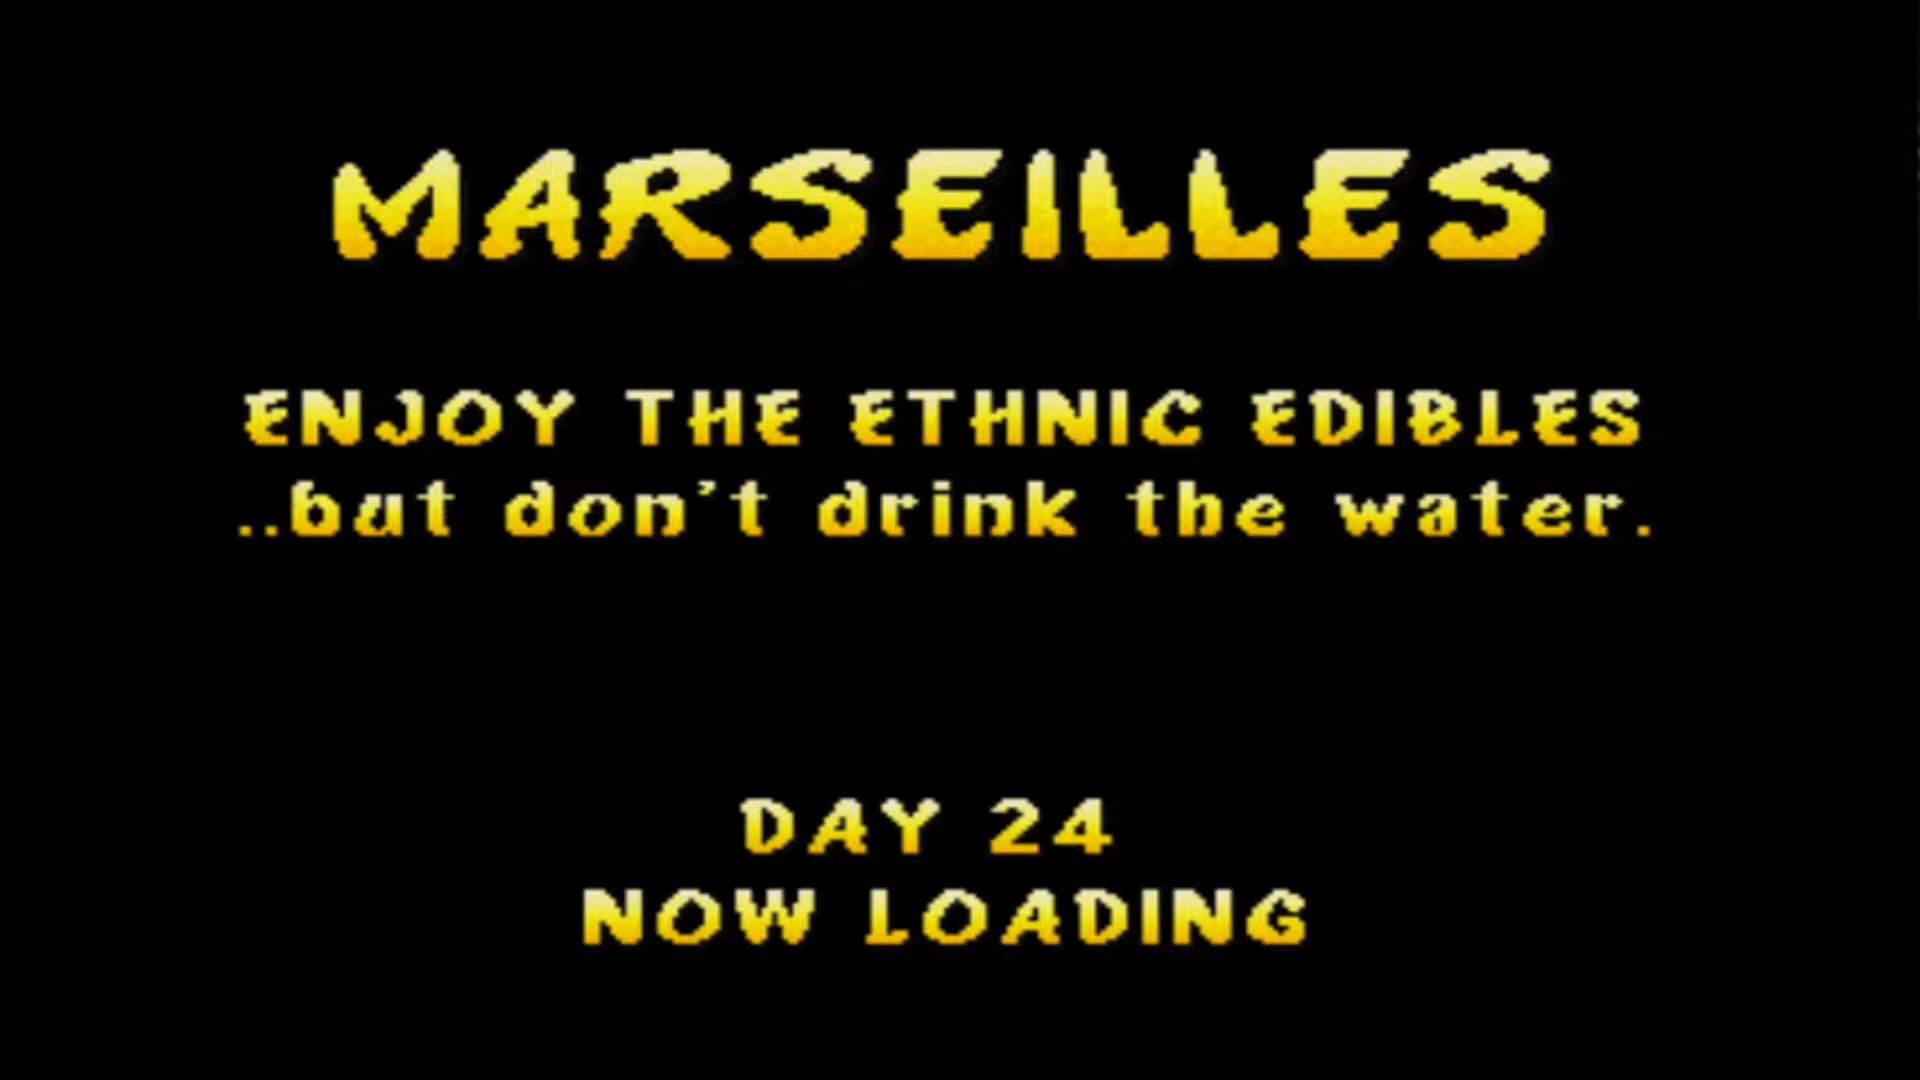 MARSEILLES
ENJOY THE ETHNIC EDIBLES
..but don't drink the water.
DAY 24
NOW LOADING